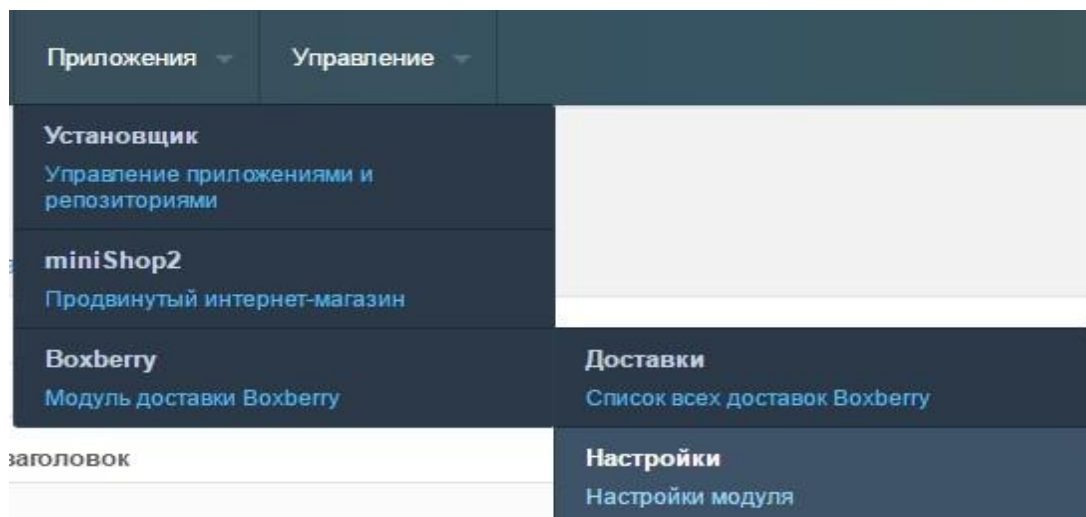 Приложения
Управление
Установщик
Управление приложениями и
репозиториями
miniShop2
Продвинутый интернет-магазин
Boxberry
Модуль доставки Boxberry
Доставки
Список всех доставок Boxberry
заголовок
Настройки
Настройки модуля